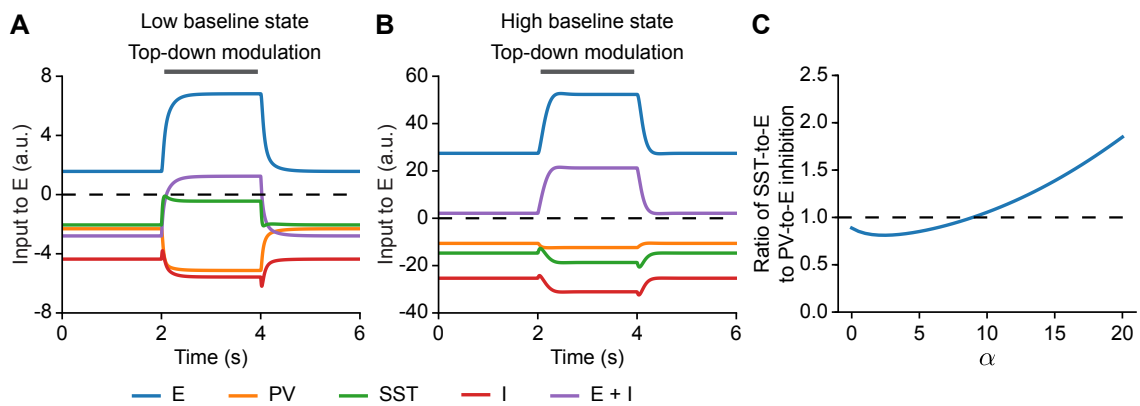 A
Low baseline state
Top-down modulation
8
4
0
-4
-8
Input to E (a.u.)
0
2
4
6
Time (s)
B
High baseline state
Top-down modulation
60
40
20
0
-20
-40
Input to E (a.u.)
0
2
4
6
Time (s)
C
2.5
2.0
1.5
1.0
0.5
0.0
Ratio of SST-to-E
to PV-to-E inhibition
0
5
10
15
20
α
E
PV
SST
I
E + I